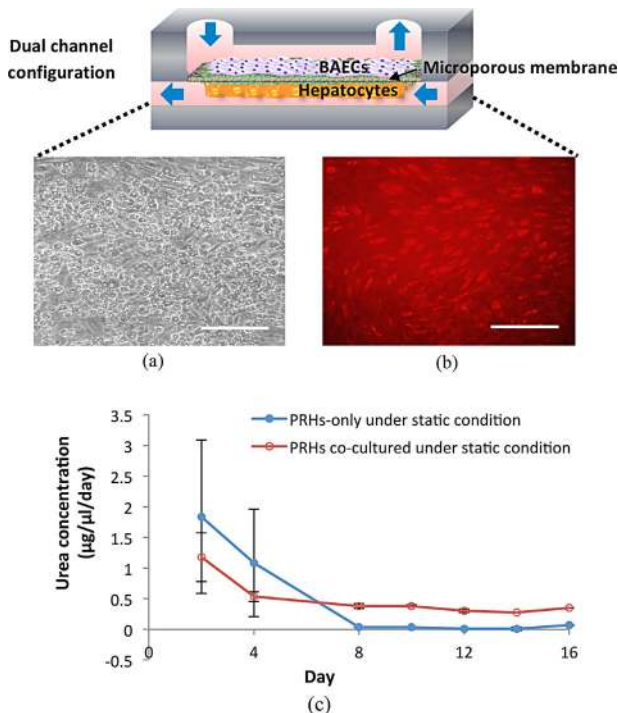 Dual channel
configuration
BAECs
Microporous membrane
Hepatocytes
(a)
(b)
3.5
3
2.5
2
1.5
1
0.5
0
-0.5
Urea concentration
(µg/µl/day)
PRHs-only under static condition
PRHs co-cultured under static condition
0
4
8
12
16
Day
(c)